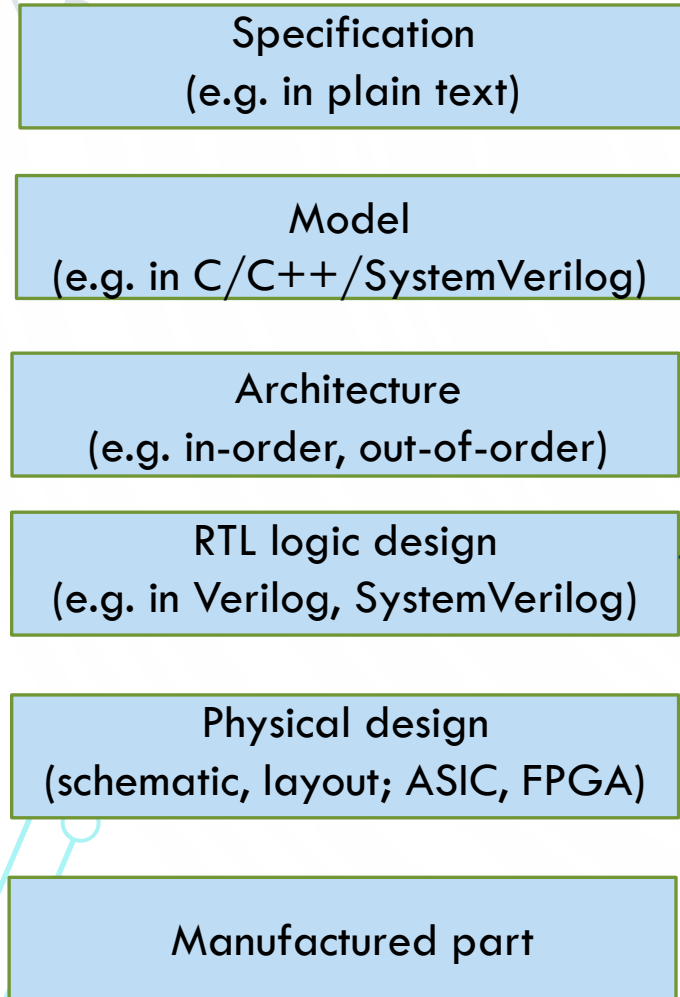 Specification
(e.g. in plain text)
Model
(e.g. in C/C++/SystemVerilog)
Architecture
(e.g. in-order, out-of-order)
RTL logic design
(e.g. in Verilog, SystemVerilog)
Physical design
(schematic, layout; ASIC, FPGA)
Manufactured part